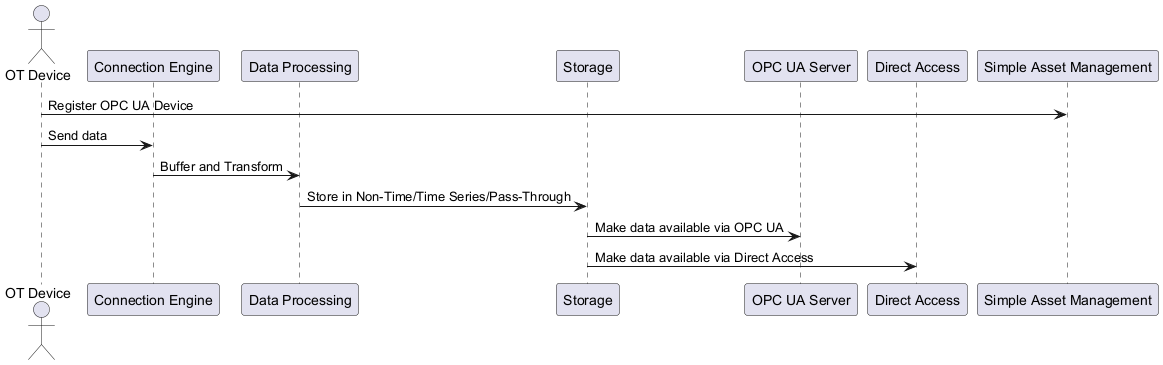 OT Device
Connection Engine
Data Processing
Storage
OPC UA Server
Direct Access
Simple Asset Management
Register OPC UA Device
Send data
Buffer and Transform
Store in Non-Time/Time Series/Pass-Through
Make data available via OPC UA
Make data available via Direct Access
OT Device
Connection Engine
Data Processing
Storage
OPC UA Server
Direct Access
Simple Asset Management